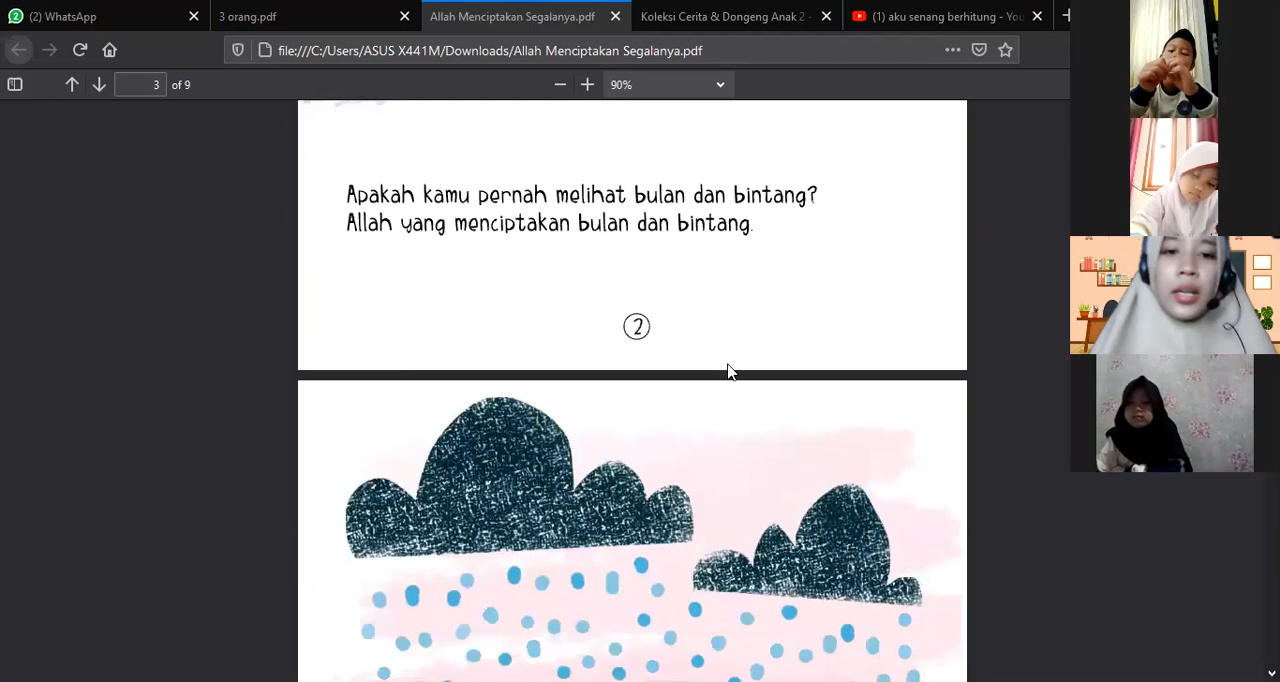 (2) WhatsApp
3 orang.pdf
Allah Menciptakan Segalanya.pdf
Koleksi Cerita & Dongeng Anak 2 -
(1) aku senang berhitung - You
file:///C:/Users/ASUS X441M/Downloads/Allah Menciptakan Segalanya.pdf
3 of 9
90%
Apakah kamu pernah melihat bulan dan bintang?
Allah yang menciptakan bulan dan bintang.
2